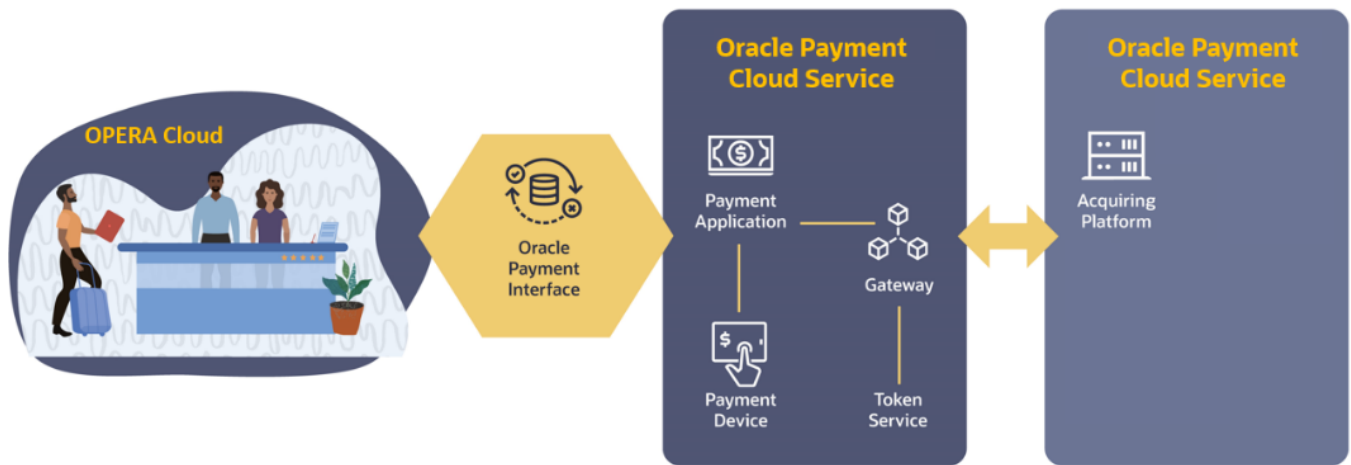 OPERA Cloud
Oracle
Payment
Interface
Oracle Payment
Cloud Service
Payment
Application
Gateway
Payment
Device
Token
Service
Oracle Payment
Cloud Service
Acquiring
Platform